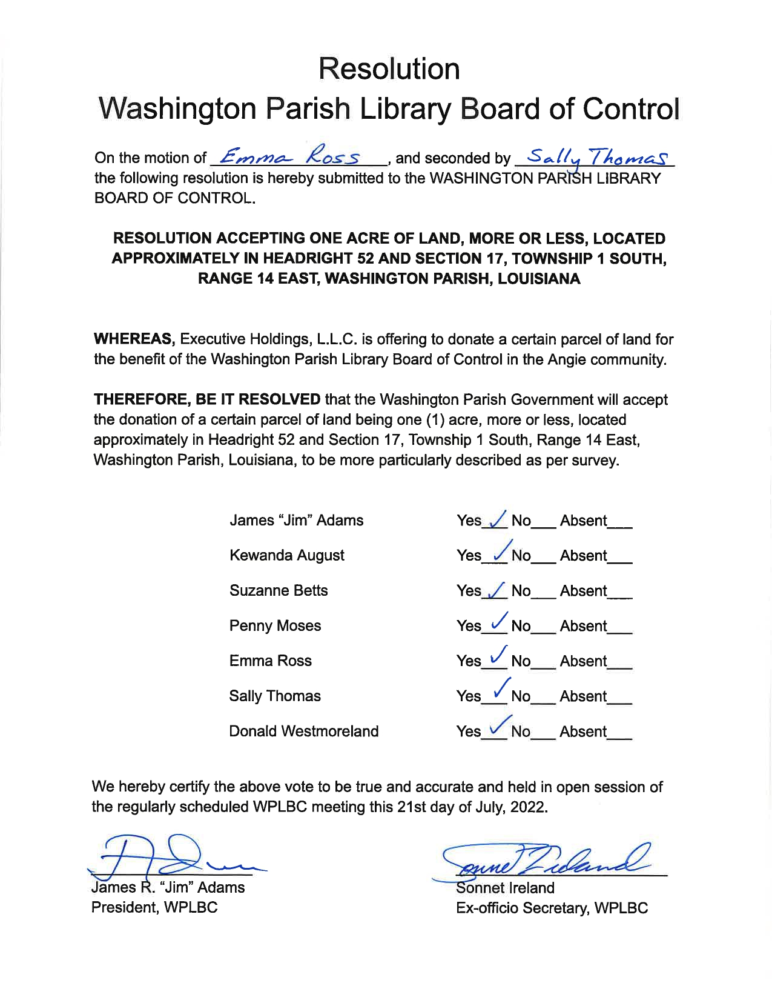 Resolution
Washington Parish Library Board of Control
On the motion of Emma Ross, and seconded by Sally Thomas
the following resolution is hereby submitted to the WASHINGTON PARISH LIBRARY
BOARD OF CONTROL.
RESOLUTION ACCEPTING ONE ACRE OF LAND, MORE OR LESS, LOCATED
APPROXIMATELY IN HEADRIGHT 52 AND SECTION 17, TOWNSHIP 1 SOUTH,
RANGE 14 EAST, WASHINGTON PARISH, LOUISIANA
WHEREAS, Executive Holdings, L.L.C. is offering to donate a certain parcel of land for
the benefit of the Washington Parish Library Board of Control in the Angie community.
THEREFORE, BE IT RESOLVED that the Washington Parish Government will accept
the donation of a certain parcel of land being one (1) acre, more or less, located
approximately in Headright 52 and Section 17, Township 1 South, Range 14 East,
Washington Parish, Louisiana, to be more particularly described as per survey.
James “Jim” Adams Yes ✓ No___ Absent___
Kewanda August Yes ✓ No___ Absent___
Suzanne Betts Yes ✓ No___ Absent___
Penny Moses Yes ✓ No___ Absent___
Emma Ross Yes ✓ No___ Absent___
Sally Thomas Yes ✓ No___ Absent___
Donald Westmoreland Yes ✓ No___ Absent___
We hereby certify the above vote to be true and accurate and held in open session of
the regularly scheduled WPLBC meeting this 21st day of July, 2022.
Sonnet Ireland
James R. “Jim” Adams Sonnet Ireland
President, WPLBC Ex-officio Secretary, WPLBC